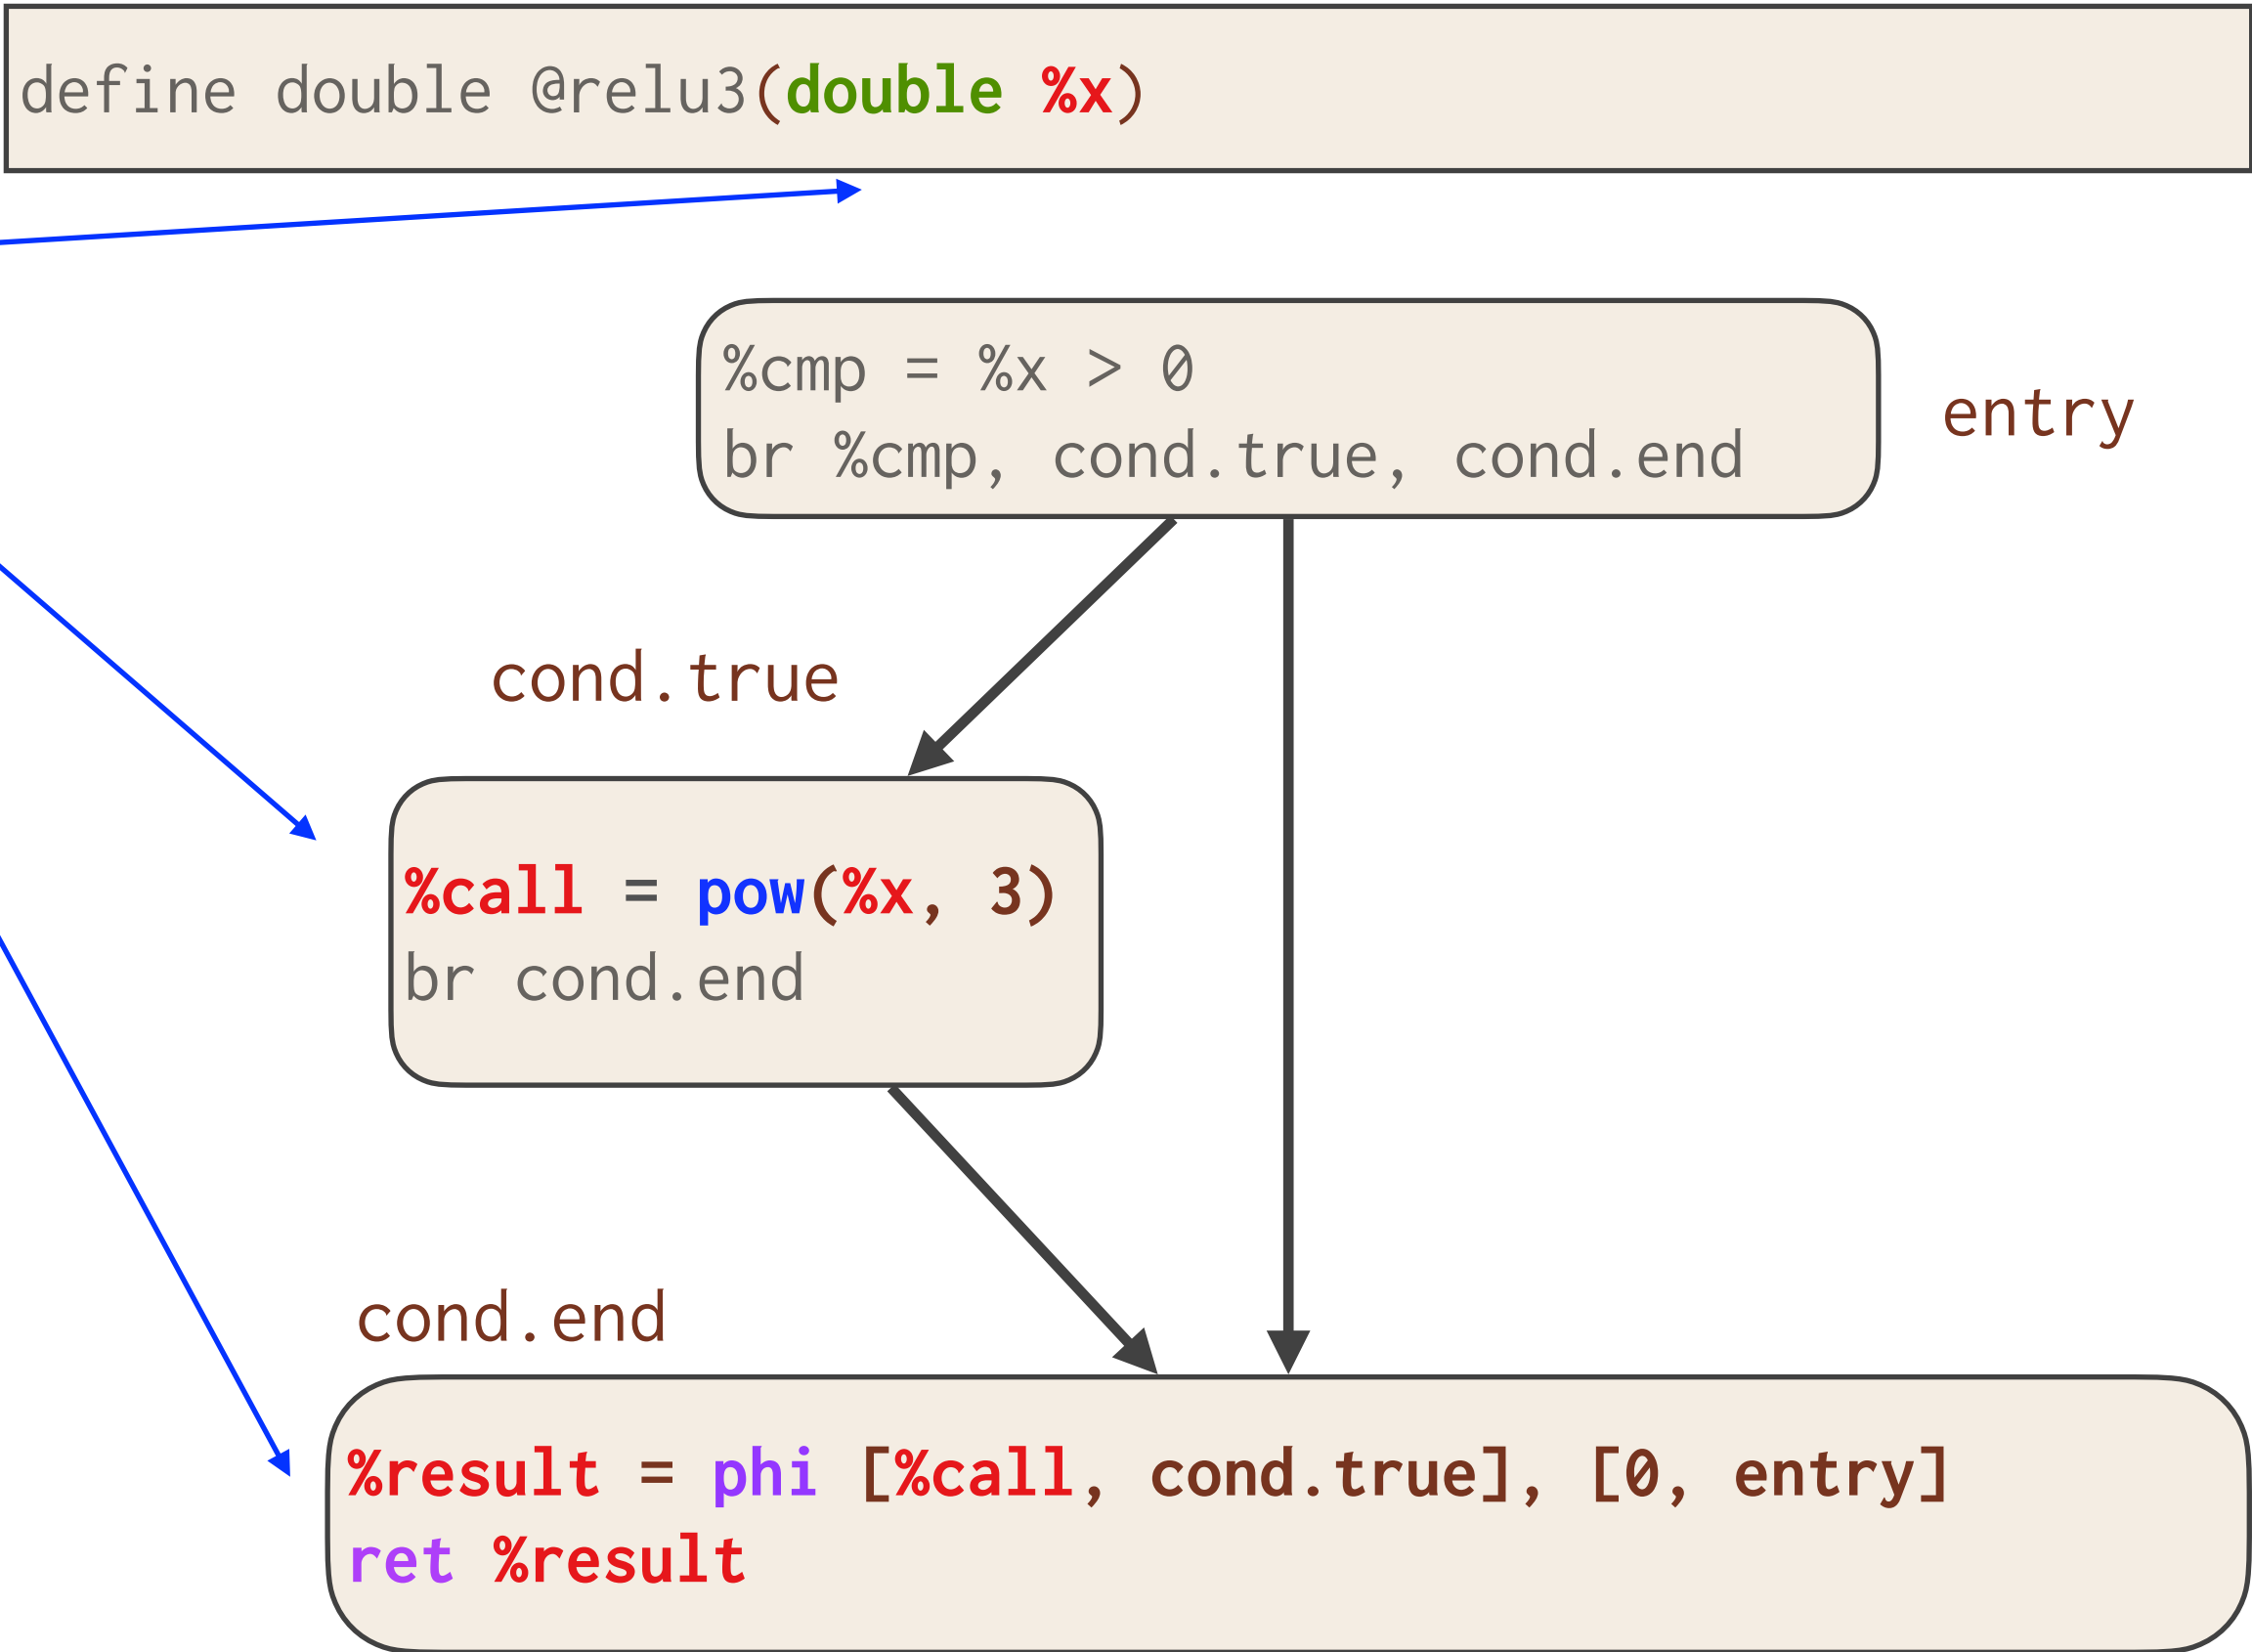 define double @relu3(double %x)
%cmp = %x > 0
br %cmp, cond.true, cond.end
entry
cond.true
%call = pow(%x, 3)
br cond.end
cond.end
%result = phi [%call, cond.true], [0, entry]
ret %result